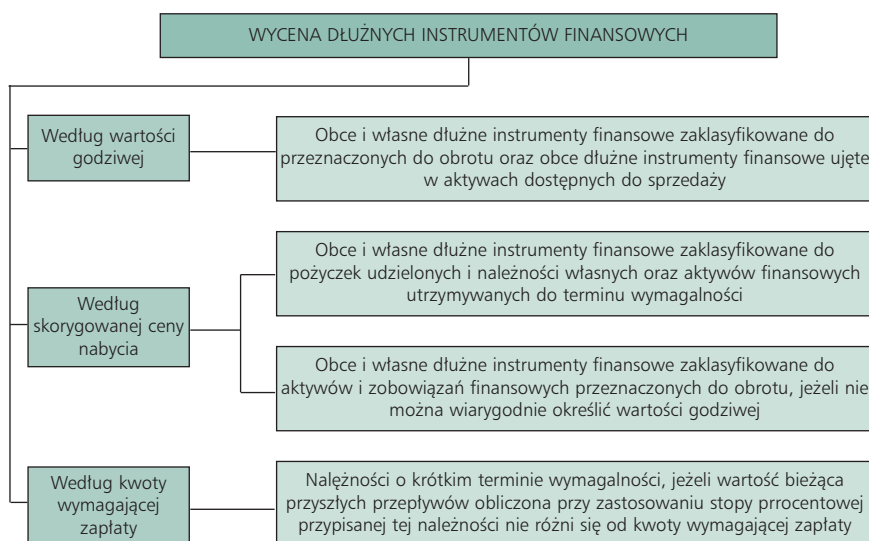 WYCENA DŁUŻNYCH INSTRUMENTÓW FINANSOWYCH
Według wartości
godziwej
Obce i własne dłużne instrumenty finansowe zaklasyfikowane do
przeznaczonych do obrotu oraz obce dłużne instrumenty finansowe ujęte
w aktywach dostępnych do sprzedaży
Według
skorygowanej ceny
nabycia
Obce i własne dłużne instrumenty finansowe zaklasyfikowane do
pożyczek udzielonych i należności własnych oraz aktywów finansowych
utrzymywanych do terminu wymagalności
Obce i własne dłużne instrumenty finansowe zaklasyfikowane do
aktywów i zobowiązań finansowych przeznaczonych do obrotu, jeżeli nie
można wiarygodnie określić wartości godziwej
Według kwoty
wymagającej
zapłaty
Nałężności o krótkim terminie wymagalności, jeżeli wartość bieżąca
przyszłych przepływów obliczona przy zastosowaniu stopy prrocentowej
przypisanej tej należności nie różni się od kwoty wymagającej zapłaty